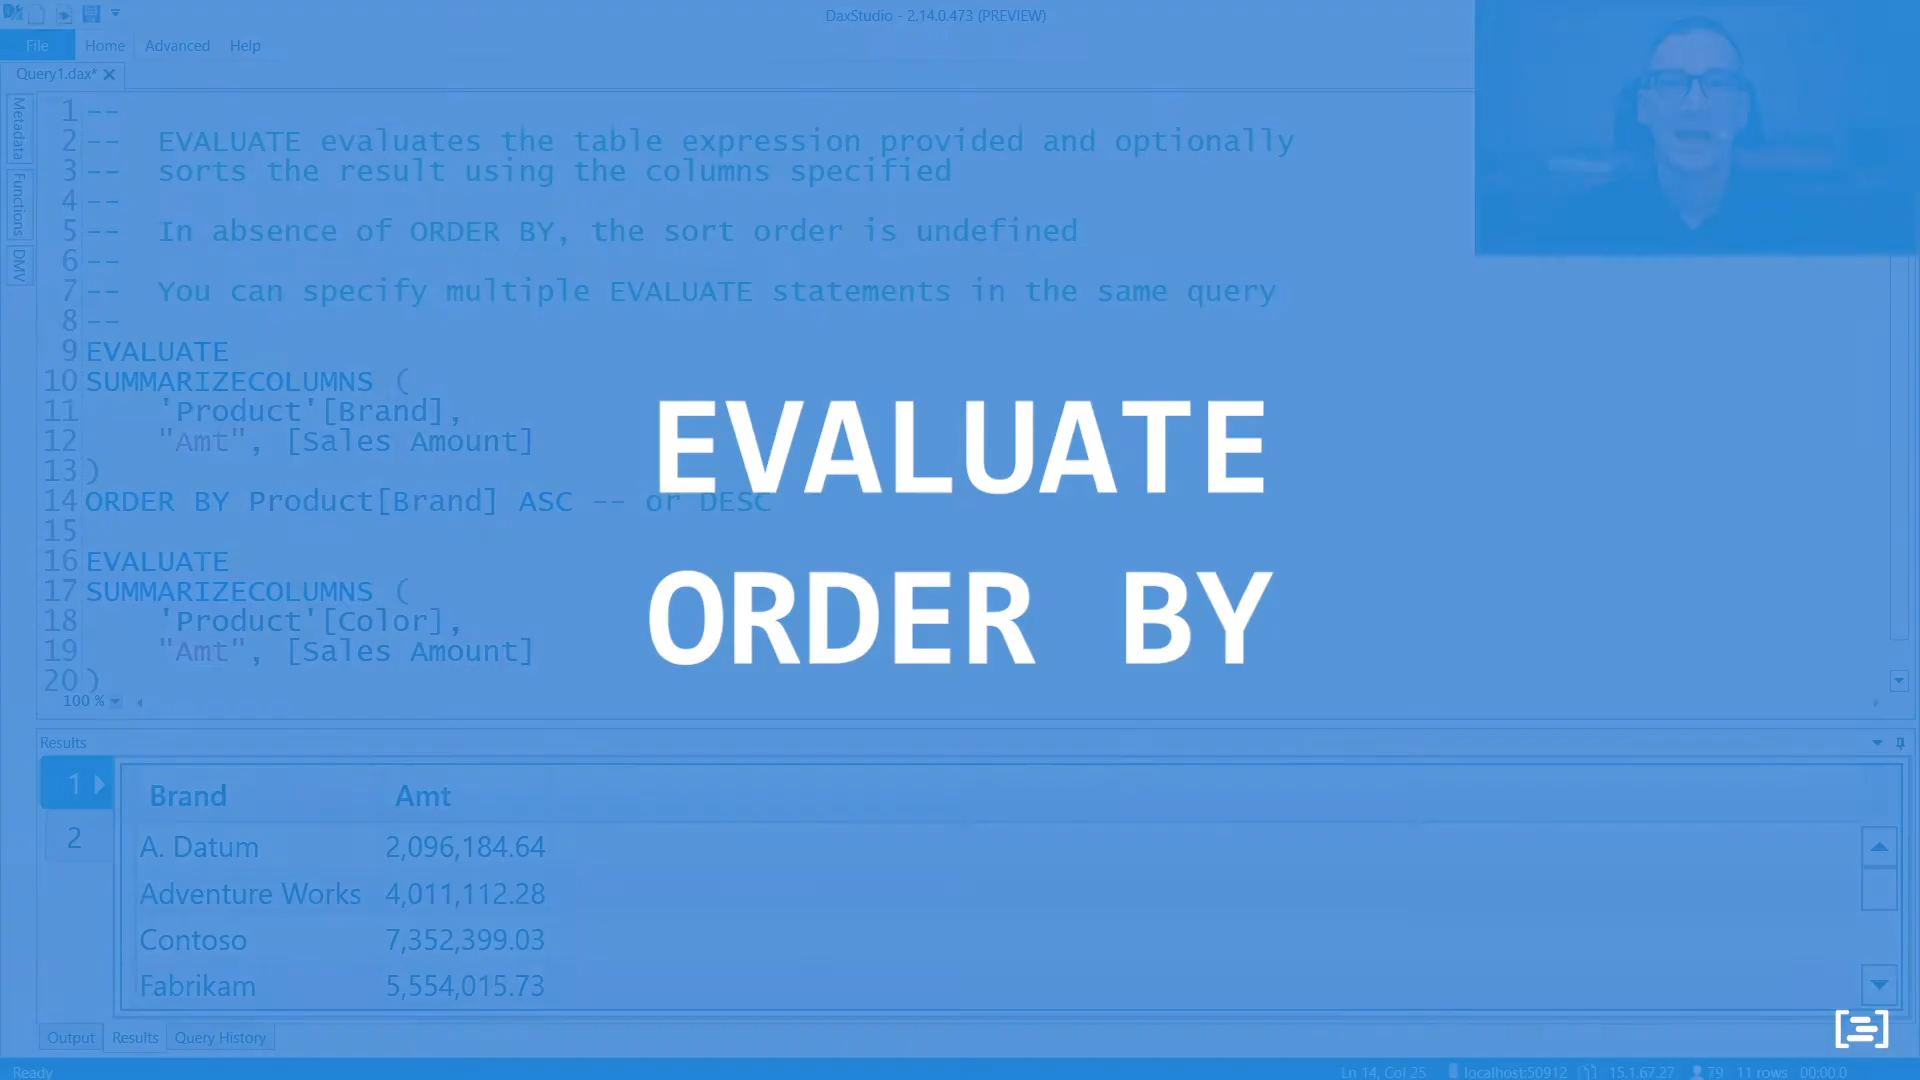 DaxStudio - 2.14.0.473 (PREVIEW)
File Home Advanced Help
Query1.dax*
Metadata
Functions
DMV
1 --
2 -- EVALUATE evaluates the table expression provided and optionally
3 -- sorts the result using the columns specified
4 --
5 -- In absence of ORDER BY, the sort order is undefined
6 --
7 -- You can specify multiple EVALUATE statements in the same query
8 --
9 EVALUATE
10 SUMMARIZECOLUMNS (
11 'Product'[Brand],
12 "Amt", [Sales Amount]
13 )
14 ORDER BY Product[Brand] ASC -- or DESC
15
16 EVALUATE
17 SUMMARIZECOLUMNS (
18 'Product'[Color],
19 "Amt", [Sales Amount]
20 )
100 %
EVALUATE
ORDER BY
Results
1
2
Brand Amt
A. Datum 2,096,184.64
Adventure Works 4,011,112.28
Contoso 7,352,399.03
Fabrikam 5,554,015.73
Output Results Query History
Ready Ln 14, Col 25 localhost:50912 15.1.67.27 79 11 rows 00:00.0